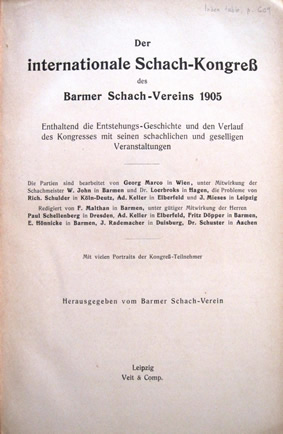 Der
internationale Schach-Kongreß
des
Barmer Schach-Vereins 1905
Enthaltend die Entstehungs-Geschichte und den Verlauf
des Kongresses mit seinen schachlichen und geselligen
Veranstaltungen
Die Partien sind bearbeitet von Georg Marco in Wien, unter Mitwirkung der
Schachmeister W. John in Barmen und Dr. Loerbroks in Hagen, die Probleme von
Rich. Schulder in Köln-Deutz, Ad. Keller in Elberfeld und J. Mieses in Leipzig
Redigiert von F. Malthan in Barmen, unter gütiger Mitwirkung der Herren
Paul Schellenberg in Dresden, Ad. Keller in Elberfeld, Fritz Döpper in Barmen,
E. Hönnicke in Barmen, J. Rademacher in Duisburg, Dr. Schuster in Aachen
Mit vielen Portraits der Kongreß-Teilnehmer
Herausgegeben vom Barmer Schach-Verein
Leipzig
Veit & Comp.